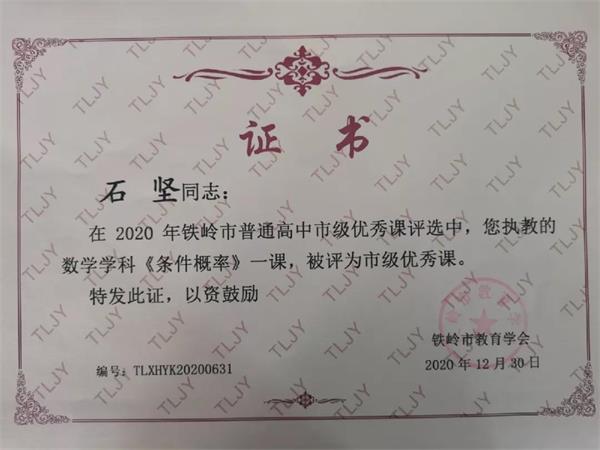 证书
石 坚同志：
在 2020 年铁岭市普通高中市级优秀课评选中，您执教的
数学学科《条件概率》一课，被评为市级优秀课。
特发此证，以资鼓励
铁岭市教育学会
编号：TLXHYK20200631
2020 年 12 月 30 日
TLJY